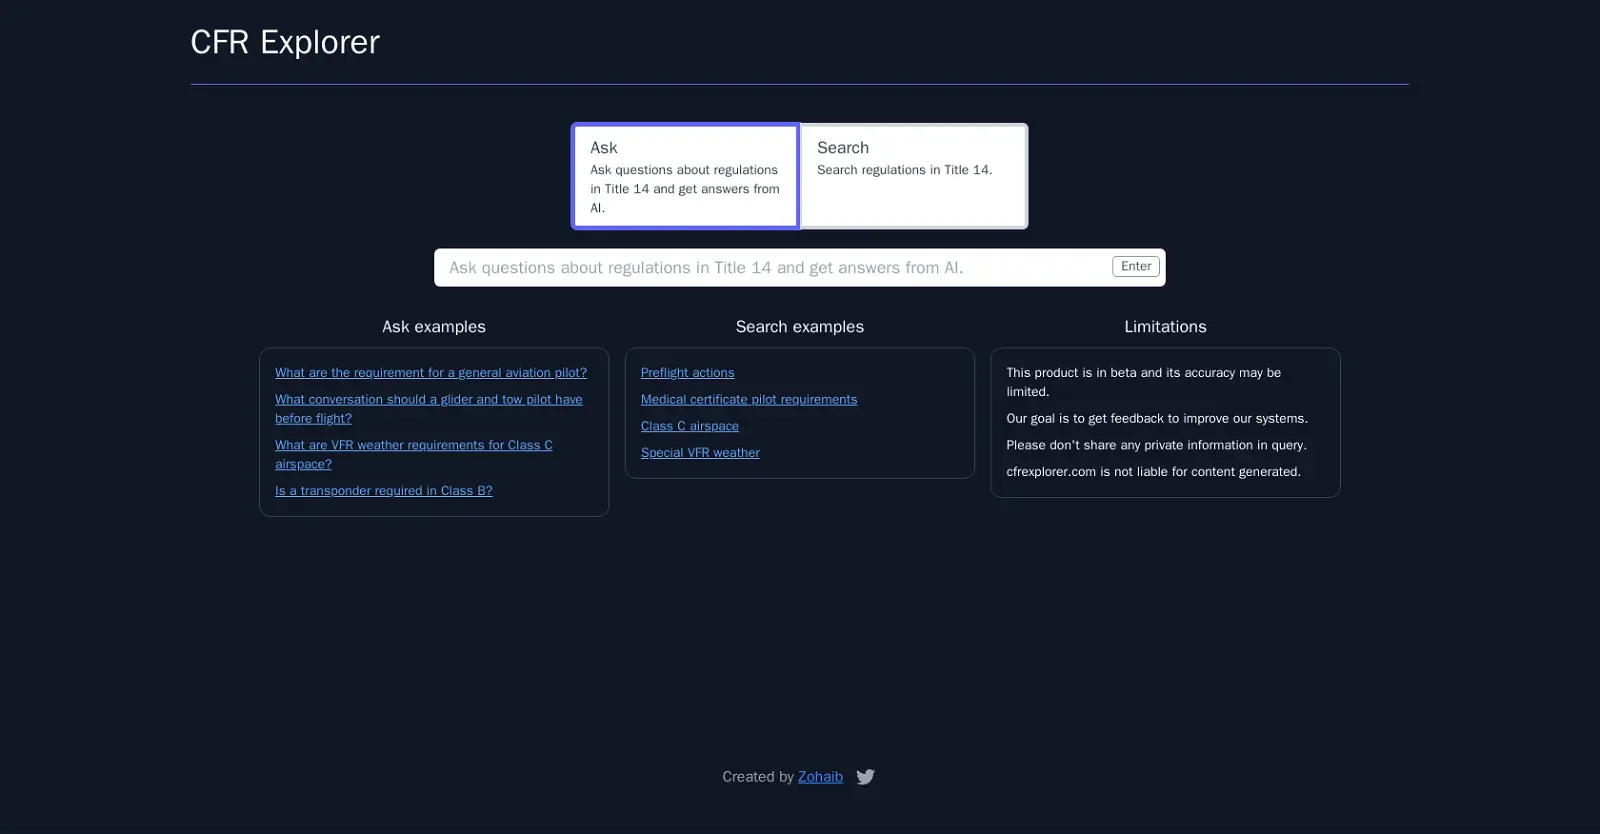 CFR Explorer
Ask
Ask questions about regulations
in Title 14 and get answers from
AI.
Search
Search regulations in Title 14.
Ask questions about regulations in Title 14 and get answers from AI.
Enter
Ask examples
What are the requirement for a general aviation pilot?
What conversation should a glider and tow pilot have
before flight?
What are VFR weather requirements for Class C
airspace?
Is a transponder required in Class B?
Search examples
Preflight actions
Medical certificate pilot requirements
Class C airspace
Special VFR weather
Limitations
This product is in beta and its accuracy may be
limited.
Our goal is to get feedback to improve our systems.
Please don't share any private information in query.
cfrexplorer.com is not liable for content generated.
Created by Zohaib